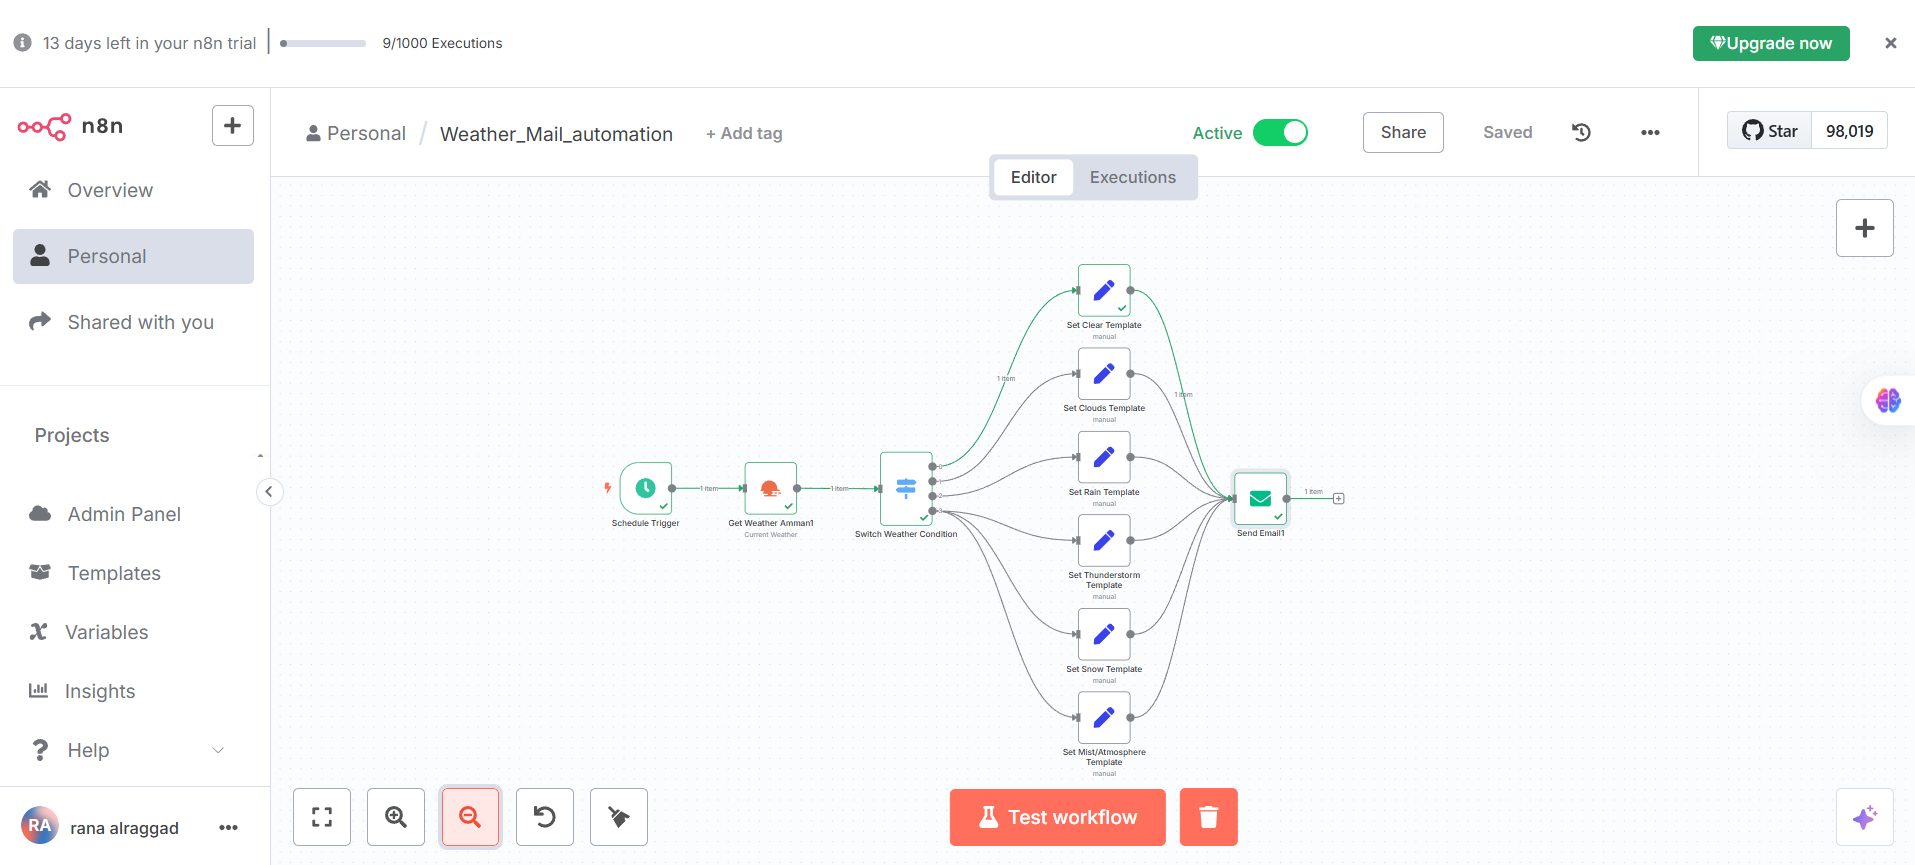 13 days left in your n8n trial
9/1000 Executions
Upgrade now
n8n
Personal / Weather_Mail_automation
+ Add tag
Active
Share
Saved
Star
98,019
Editor
Executions
Overview
Personal
Shared with you
Projects
Admin Panel
Templates
Variables
Insights
Help
RA
rana alraggad
Schedule Trigger
1 item
Get Weather Amman1
Current Weather
1 item
Switch Weather Condition
0
1
2
3
1 item
Set Clear Template
manual
Set Clouds Template
manual
Set Rain Template
manual
Set Thunderstorm
Template
manual
Set Snow Template
manual
Set Mist/Atmosphere
Template
manual
1 item
Send Email1
1 item
Test workflow